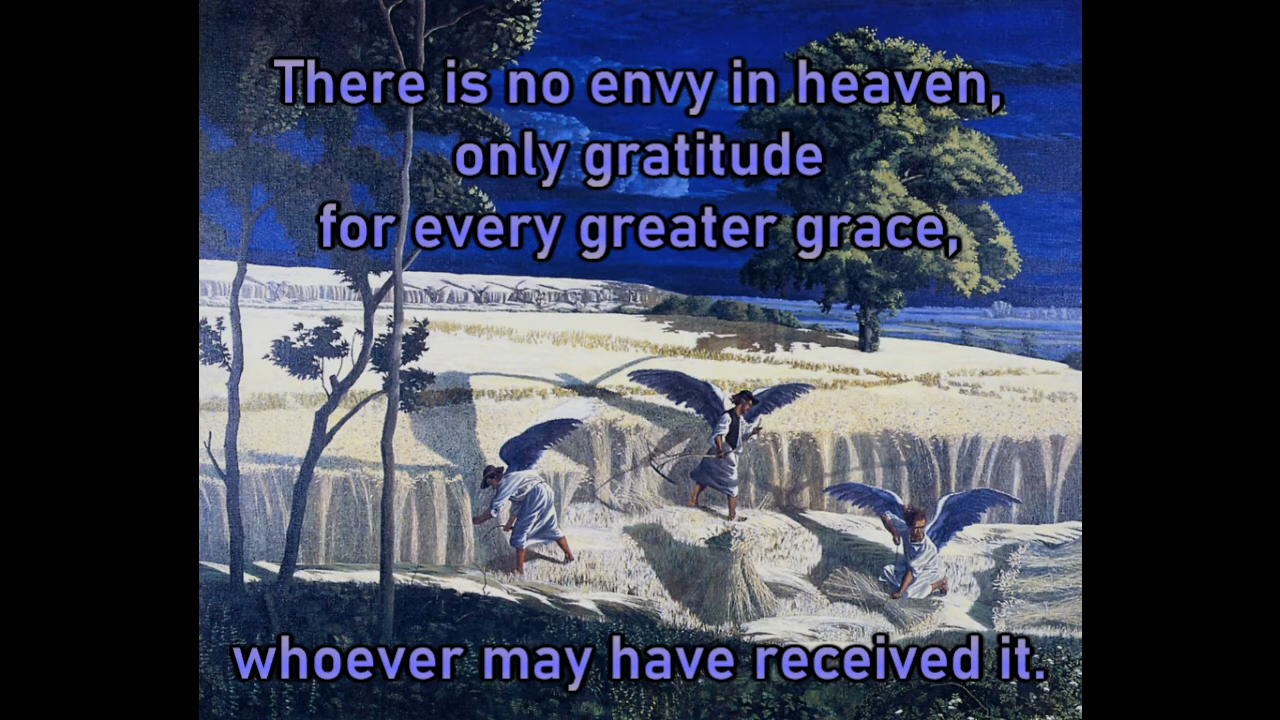 There is no envy in heaven,
only gratitude
for every greater grace,
whoever may have received it.